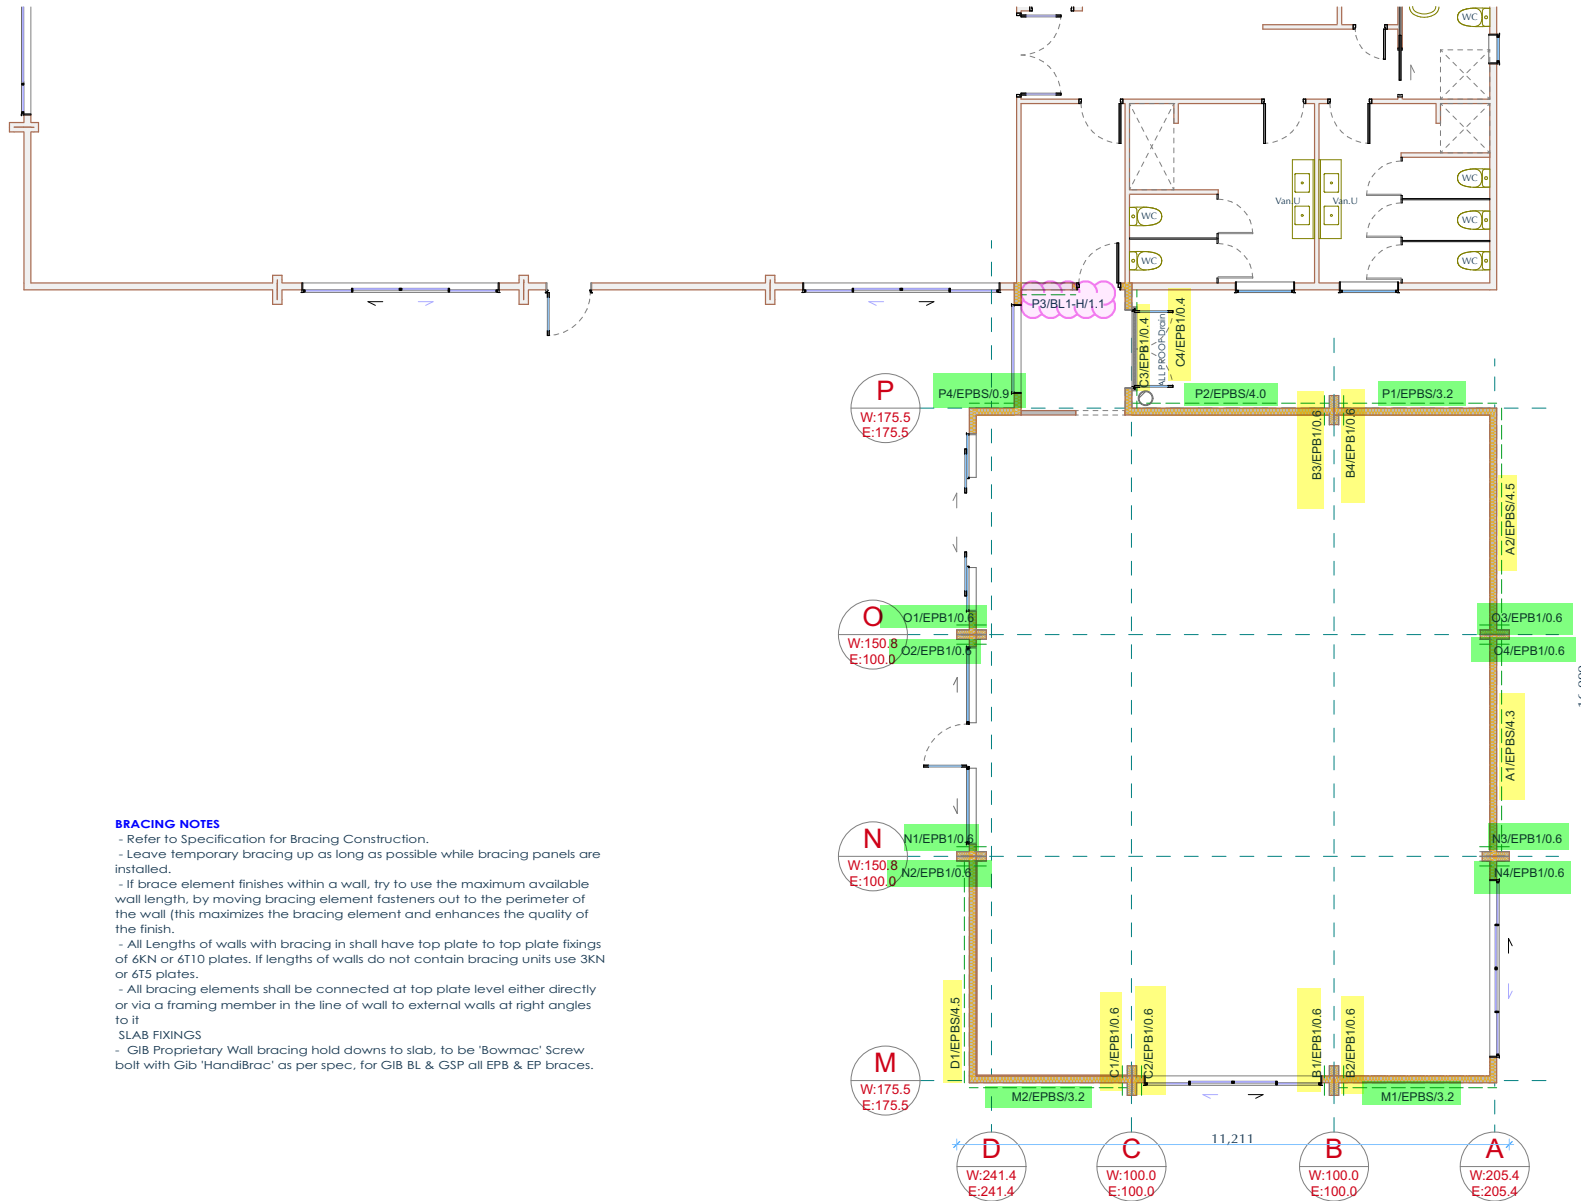 WC
WC
Van.U
Van.U
WC
WC
WC
WC
P3/BL1-H/1.1
C3/EPB1/0.4
ALL PROOF Drain
C4/EPB1/0.4
P
W:175.5
E:175.5
P4/EPBS/0.9
P2/EPBS/4.0
P1/EPBS/3.2
B3/EPB1/0.6
B4/EPB1/0.6
A2/EPBS/4.5
O
W:150.8
E:100.0
O1/EPB1/0.6
O2/EPB1/0.6
O3/EPB1/0.6
O4/EPB1/0.6
A1/EPBS/4.3
N
W:150.8
E:100.0
N1/EPB1/0.6
N2/EPB1/0.6
N3/EPB1/0.6
N4/EPB1/0.6
BRACING NOTES
- Refer to Specification for Bracing Construction.
- Leave temporary bracing up as long as possible while bracing panels are
installed.
- If brace element finishes within a wall, try to use the maximum available
wall length, by moving bracing element fasteners out to the perimeter of
the wall (this maximizes the bracing element and enhances the quality of
the finish.
- All Lengths of walls with bracing in shall have top plate to top plate fixings
of 6KN or 6T10 plates. If lengths of walls do not contain bracing units use 3KN
or 6T5 plates.
- All bracing elements shall be connected at top plate level either directly
or via a framing member in the line of wall to external walls at right angles
to it
SLAB FIXINGS
- GIB Proprietary Wall bracing hold downs to slab, to be 'Bowmac' Screw
bolt with Gib 'HandiBrac' as per spec, for GIB BL & GSP all EPB & EP braces.
D1/EPBS/4.5
C1/EPB1/0.6
C2/EPB1/0.6
B1/EPB1/0.6
B2/EPB1/0.6
M
W:175.5
E:175.5
M2/EPBS/3.2
M1/EPBS/3.2
11,211
D
W:241.4
E:241.4
C
W:100.0
E:100.0
B
W:100.0
E:100.0
A
W:205.4
E:205.4